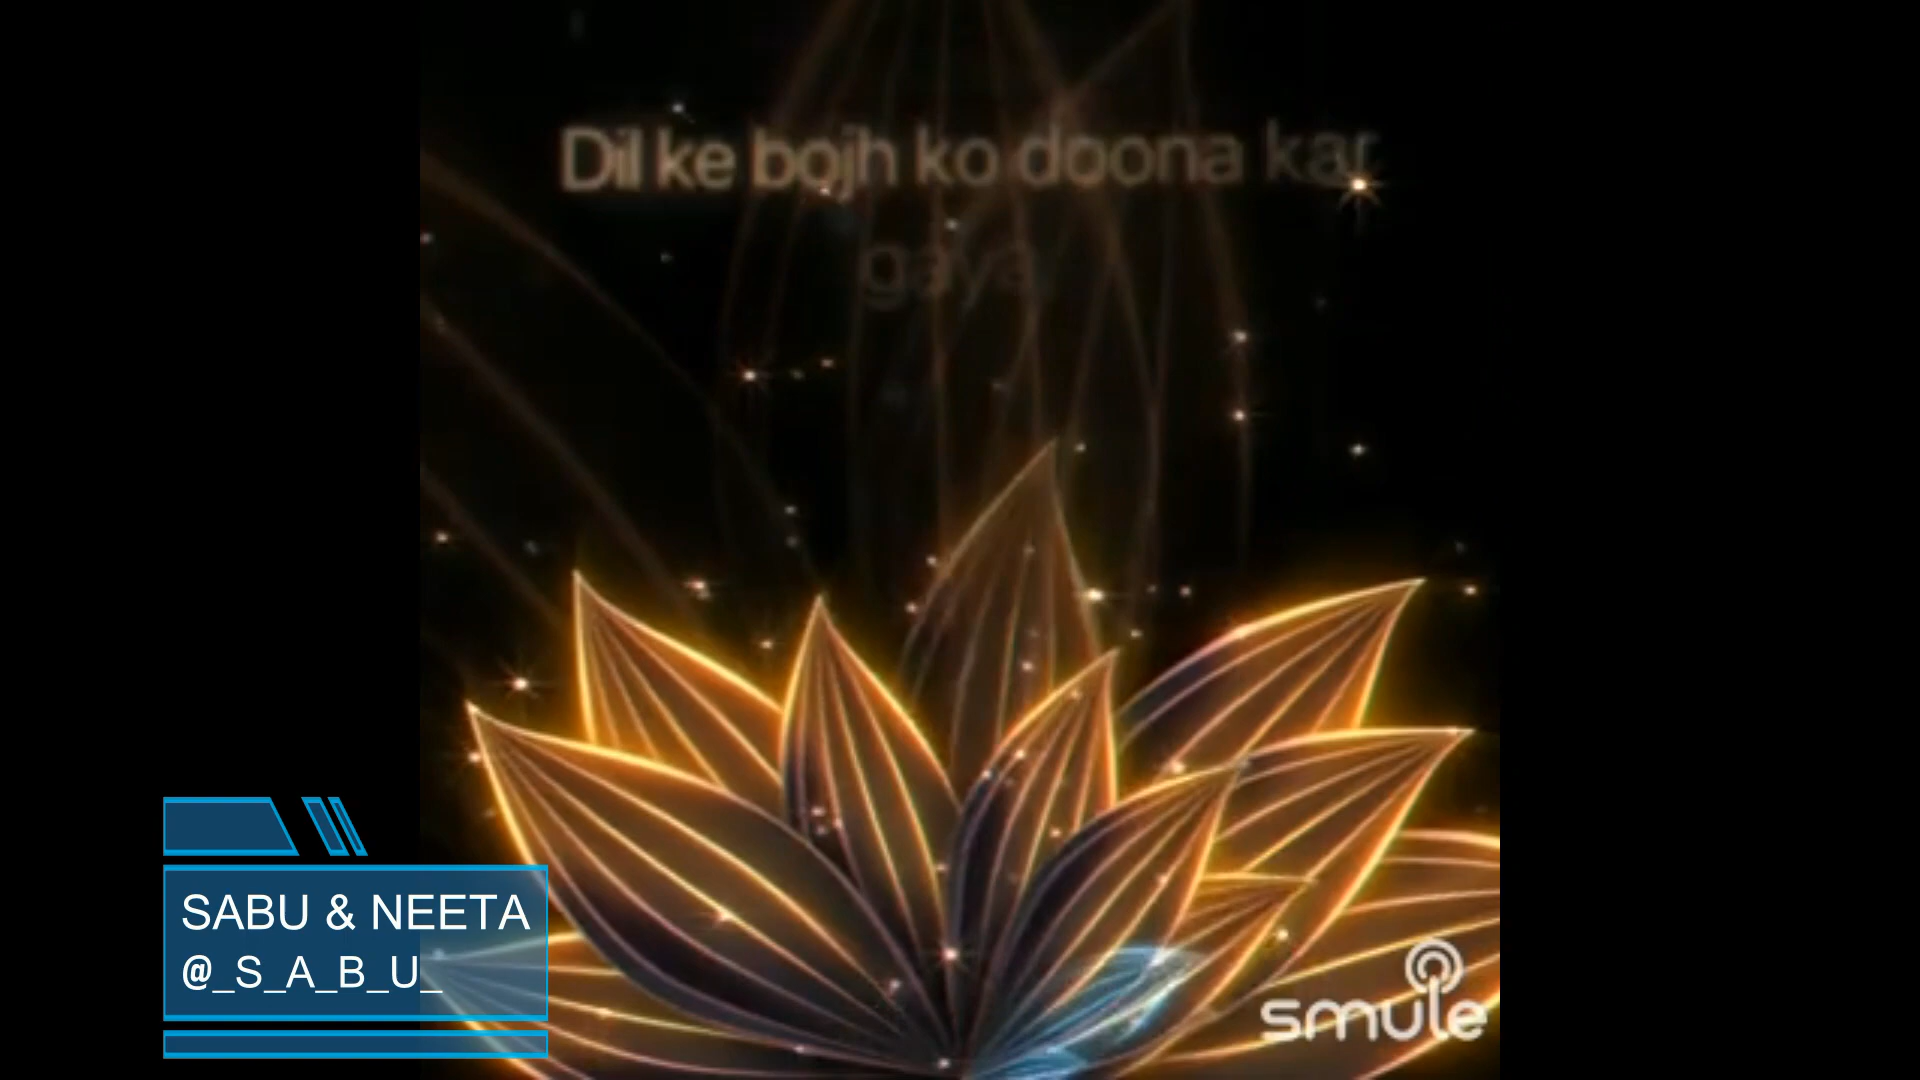 Dil ke bojh ko doona kar
gaya
SABU & NEETA
@_S_A_B_U_
smule